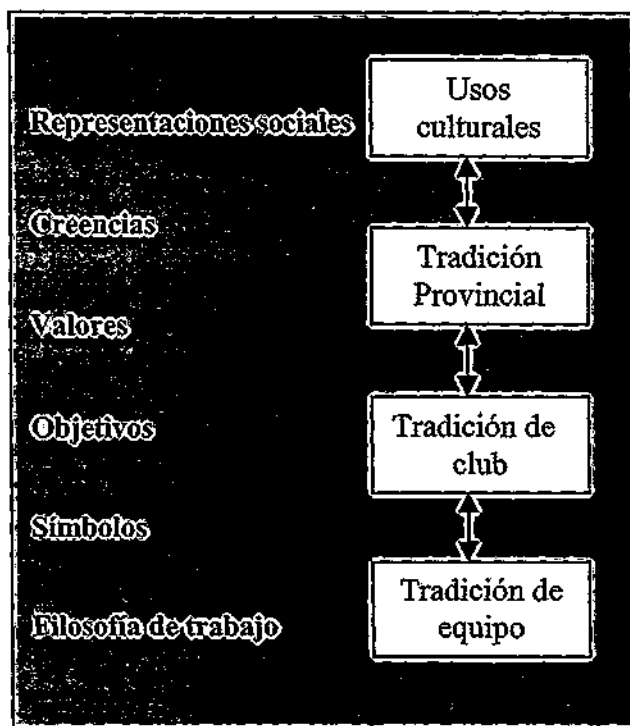 Representaciones sociales
Creencias
Valores
Objetivos
Símbolos
Filosofía de trabajo
Usos
culturales
Tradición
Provincial
Tradición de
club
Tradición de
equipo